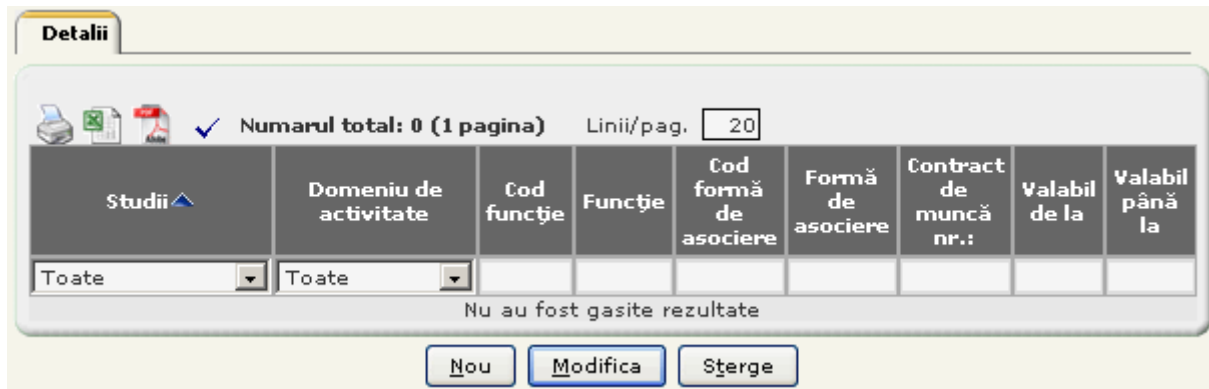 Detalii
Numarul total: 0 (1 pagina) Linii/pag. 20
Studii
Domeniu de
activitate
Cod
funcție
Funcție
Cod
formă
de
asociere
Formă
de
asociere
Contract
de
muncă
nr.:
Valabil
de la
Valabil
până
la
Toate Toate
Nu au fost gasite rezultate
Nou Modifica Sterge